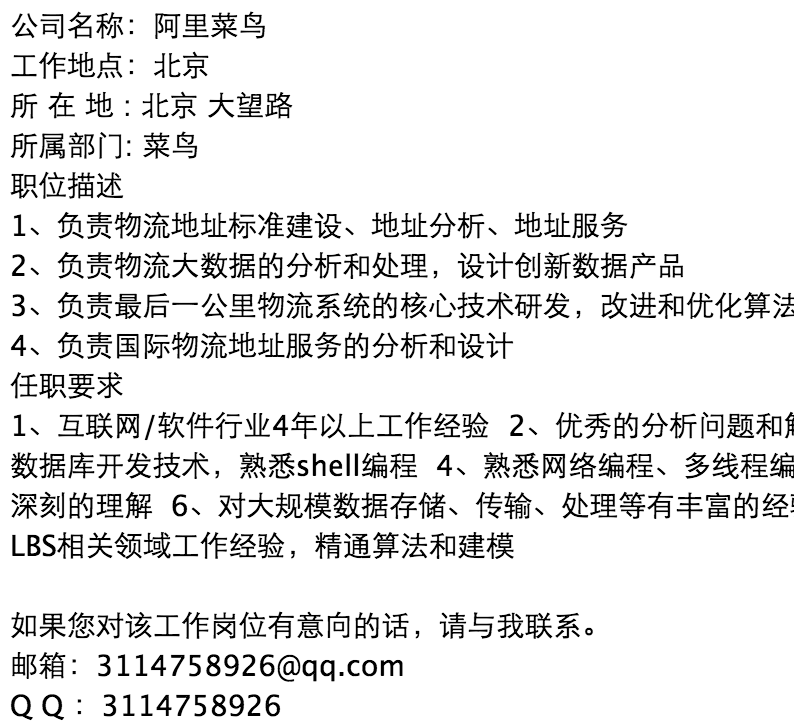 公司名称：阿里菜鸟
工作地点：北京
所 在 地 : 北京 大望路
所属部门: 菜鸟
职位描述
1、负责物流地址标准建设、地址分析、地址服务
2、负责物流大数据的分析和处理，设计创新数据产品
3、负责最后一公里物流系统的核心技术研发，改进和优化算法
4、负责国际物流地址服务的分析和设计
任职要求
1、互联网/软件行业4年以上工作经验 2、优秀的分析问题和
数据库开发技术，熟悉shell编程 4、熟悉网络编程、多线程编
深刻的理解 6、对大规模数据存储、传输、处理等有丰富的经
LBS相关领域工作经验，精通算法和建模
如果您对该工作岗位有意向的话，请与我联系。
邮箱：3114758926@qq.com
Q Q ：3114758926